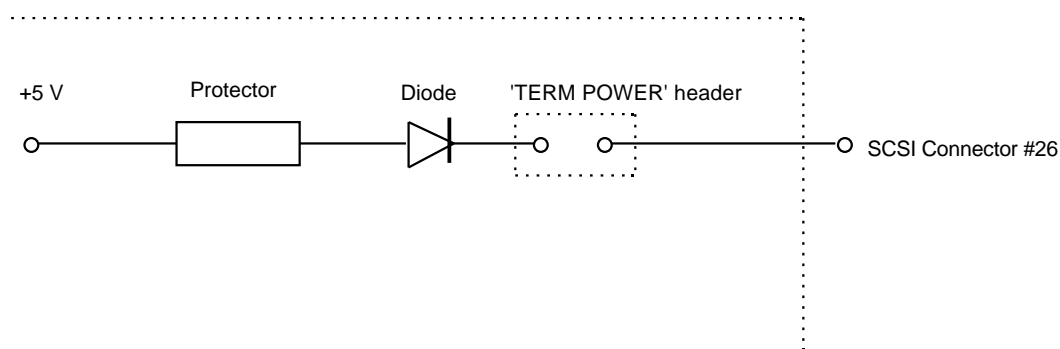 +5 V
Protector
Diode
'TERM POWER' header
SCSI Connector #26